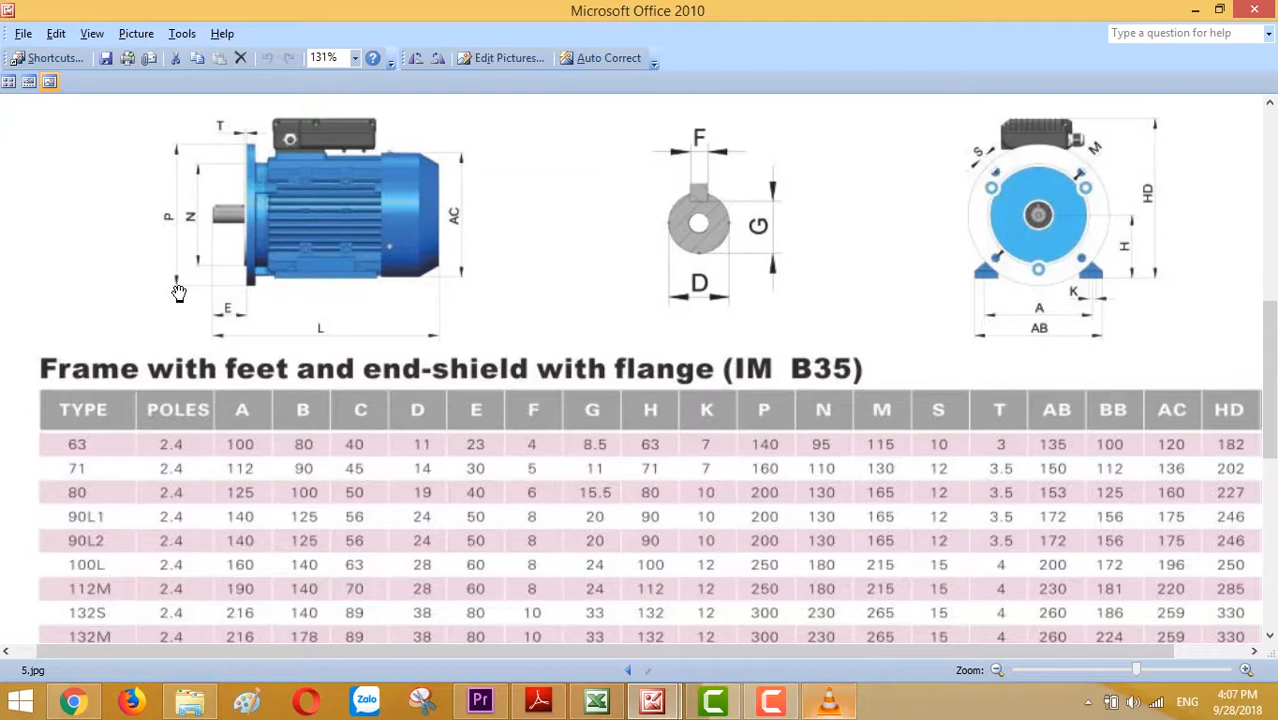 Microsoft Office 2010
File Edit View Picture Tools Help
Type a question for help
Shortcuts... 131% Edit Pictures... Auto Correct
T
P N AC
E
L
F
G
D
S M
HD
H
K
A
AB
Frame with feet and end-shield with flange (IM B35)
TYPE POLES A B C D E F G H K P N M S T AB BB AC HD
63 2.4 100 80 40 11 23 4 8.5 63 7 140 95 115 10 3 135 100 120 182
71 2.4 112 90 45 14 30 5 11 71 7 160 110 130 12 3.5 150 112 136 202
80 2.4 125 100 50 19 40 6 15.5 80 10 200 130 165 12 3.5 153 125 160 227
90L1 2.4 140 125 56 24 50 8 20 90 10 200 130 165 12 3.5 172 156 175 246
90L2 2.4 140 125 56 24 50 8 20 90 10 200 130 165 12 3.5 172 156 175 246
100L 2.4 160 140 63 28 60 8 24 100 12 250 180 215 15 4 200 172 196 250
112M 2.4 190 140 70 28 60 8 24 112 12 250 180 215 15 4 230 181 220 285
132S 2.4 216 140 89 38 80 10 33 132 12 300 230 265 15 4 260 186 259 330
132M 2.4 216 178 89 38 80 10 33 132 12 300 230 265 15 4 260 224 259 330
5.jpg
Zoom:
Zalo Pr C C ENG
4:07 PM
9/28/2018